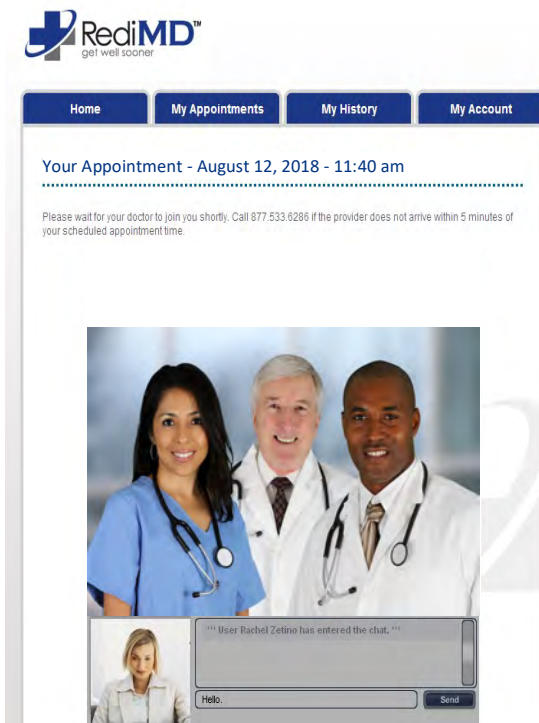 RediMD™
get well sooner
Home My Appointments My History My Account
Your Appointment - August 12, 2018 - 11:40 am
Please wait for your doctor to join you shortly. Call 877.533.6286 if the provider does not arrive within 5 minutes of
your scheduled appointment time.
*** User Rachel Zetino has entered the chat. ***
Hello.
Send